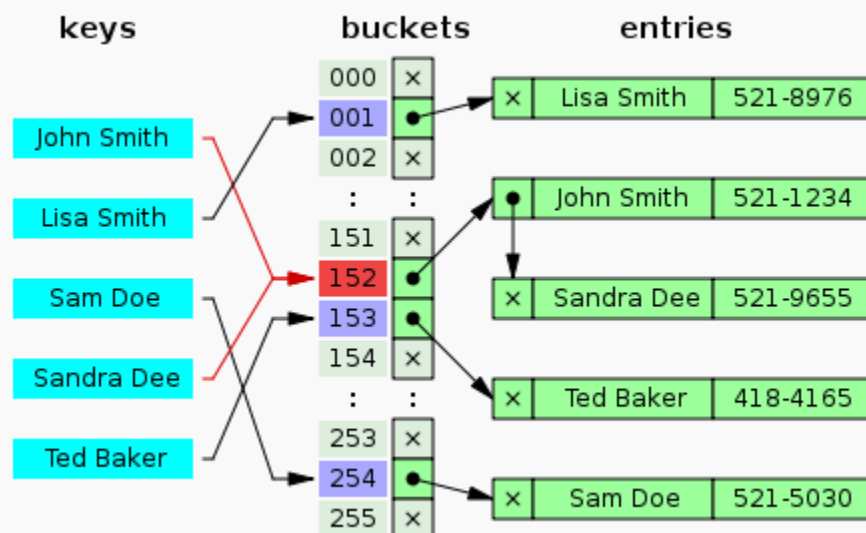 keys buckets entries
000 ×
Lisa Smith 521-8976
001
John Smith
002 ×
: :
Lisa Smith
John Smith 521-1234
151 ×
152
Sam Doe
Sandra Dee 521-9655
153
154 ×
Sandra Dee
: :
Ted Baker 418-4165
253 ×
Ted Baker
254
Sam Doe 521-5030
255 ×